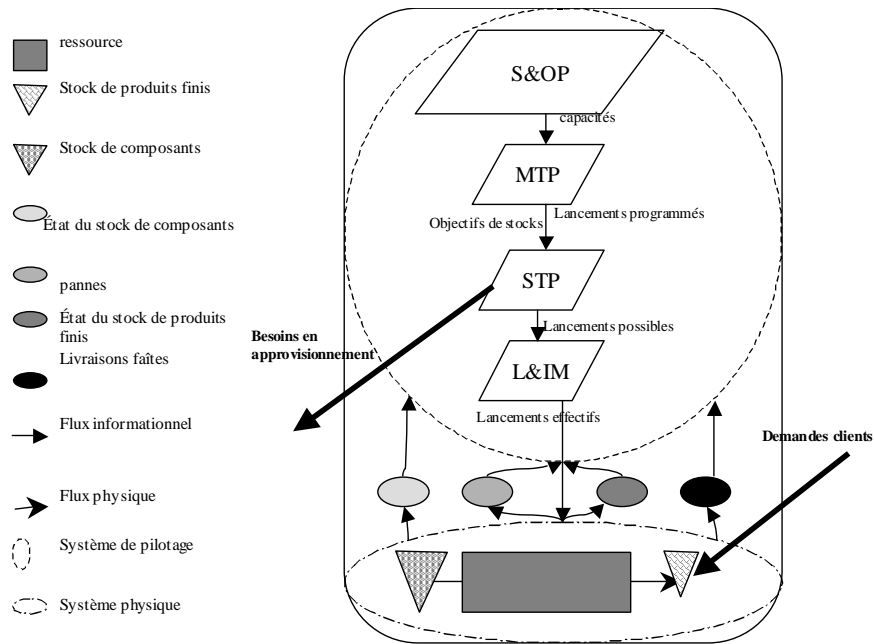 ressource
Stock de produits finis
Stock de composants
État du stock de composants
pannes
État du stock de produits
finis
Livraisons faîtes
Flux informationnel
Flux physique
Système de pilotage
Système physique
S&OP
capacités
MTP
Objectifs de stocks
Lancements programmés
STP
Besoins en
approvisionnement
Lancements possibles
L&IM
Lancements effectifs
Demandes clients